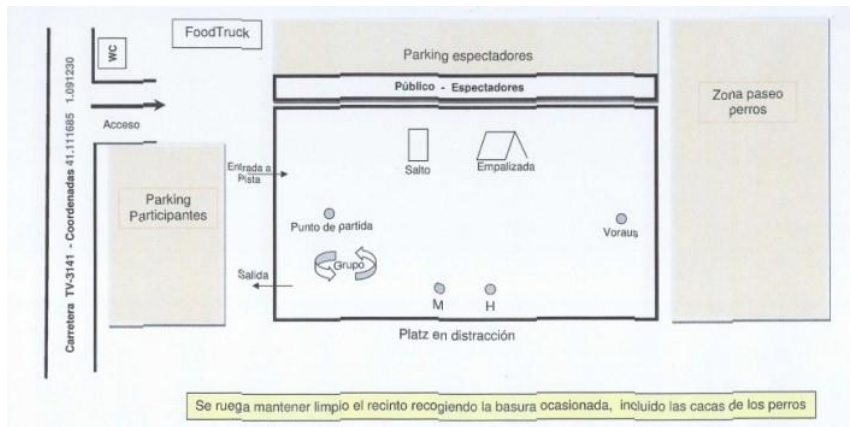 FoodTruck
WC
Parking espectadores
Público - Espectadores
Zona paseo
perros
Carretera TV-3141 - Coordenadas 41.111685 1.091230
Acceso
Salto
Empalizada
Entrada a
Pista
Parking
Participantes
Punto de partida
Voraus
Grupo
Salida
M
H
Platz en distracción
Se ruega mantener limpio el recinto recogiendo la basura ocasionada, incluido las cacas de los perros